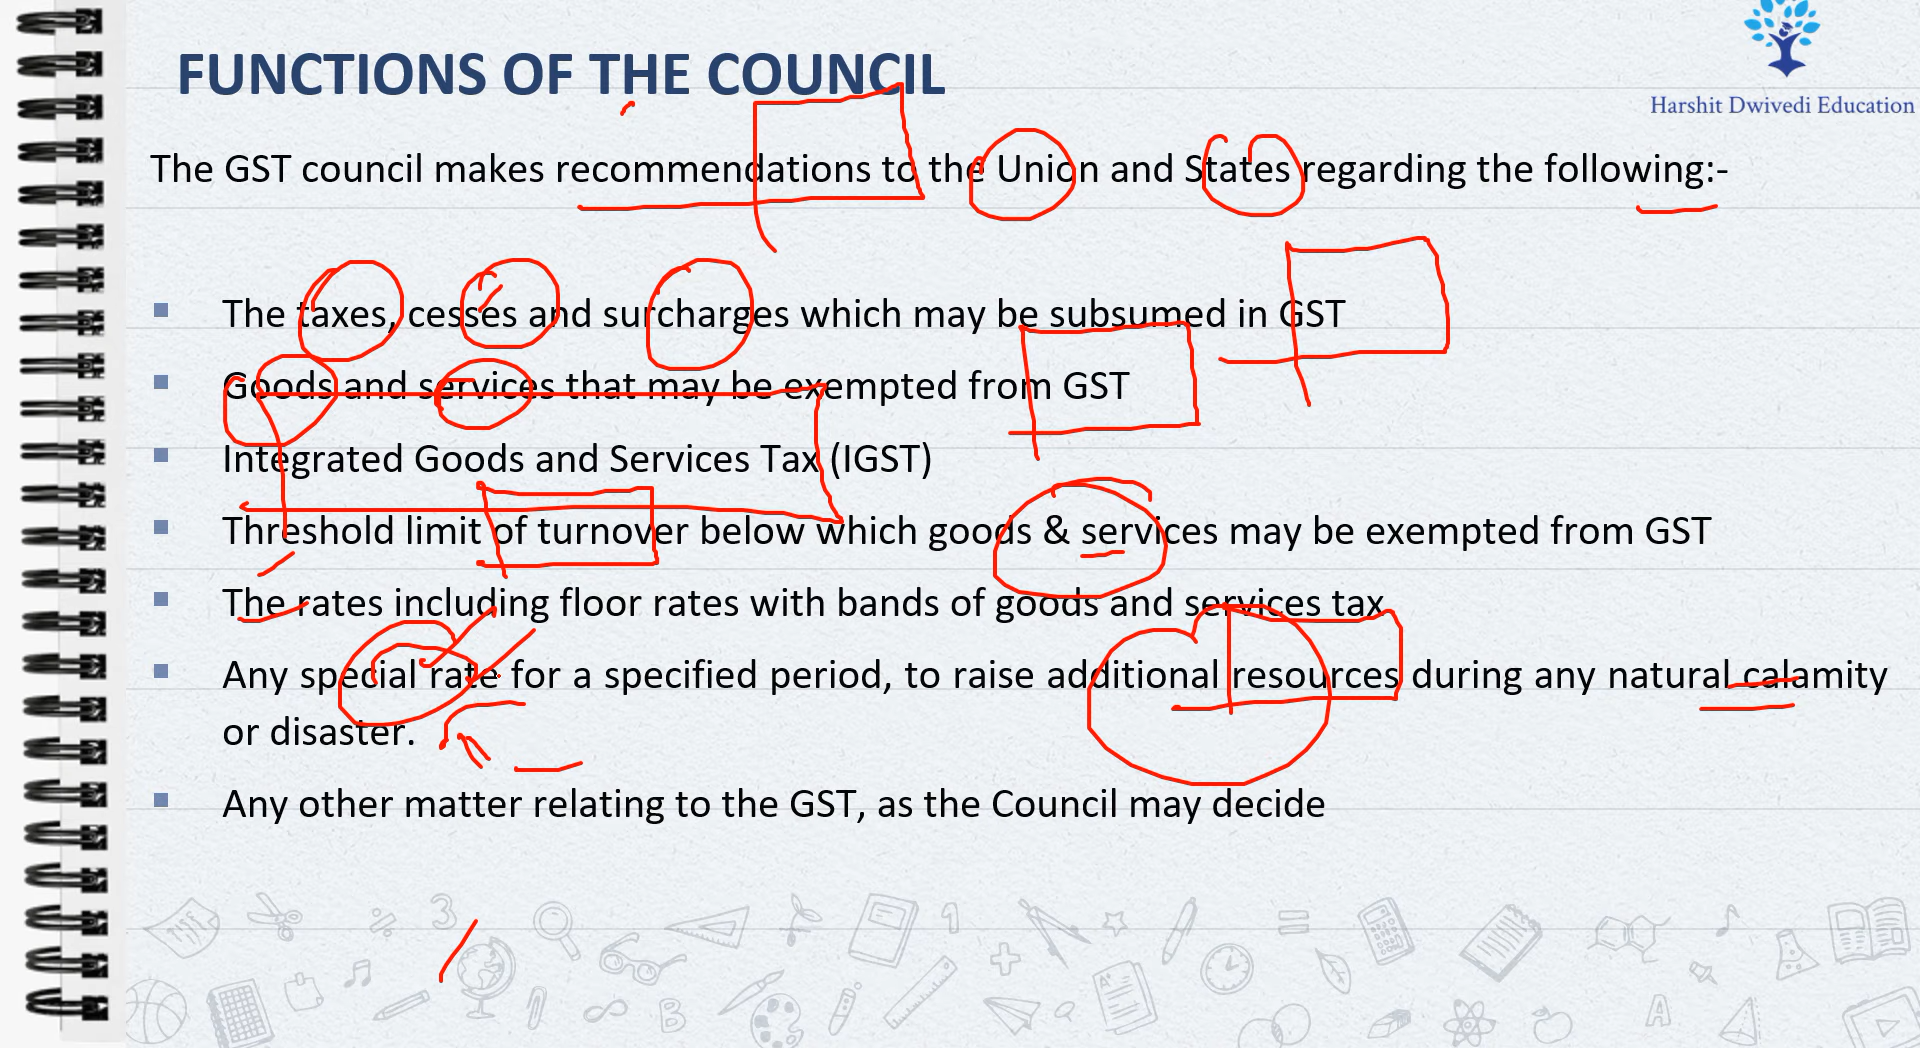 FUNCTIONS OF THE COUNCIL
Harshit Dwivedi Education
The GST council makes recommendations to the Union and States regarding the following:-
The taxes, cesses and surcharges which may be subsumed in GST
Goods and services that may be exempted from GST
Integrated Goods and Services Tax (IGST)
Threshold limit of turnover below which goods & services may be exempted from GST
The rates including floor rates with bands of goods and services tax
Any special rate for a specified period, to raise additional resources during any natural calamity
or disaster.
Any other matter relating to the GST, as the Council may decide